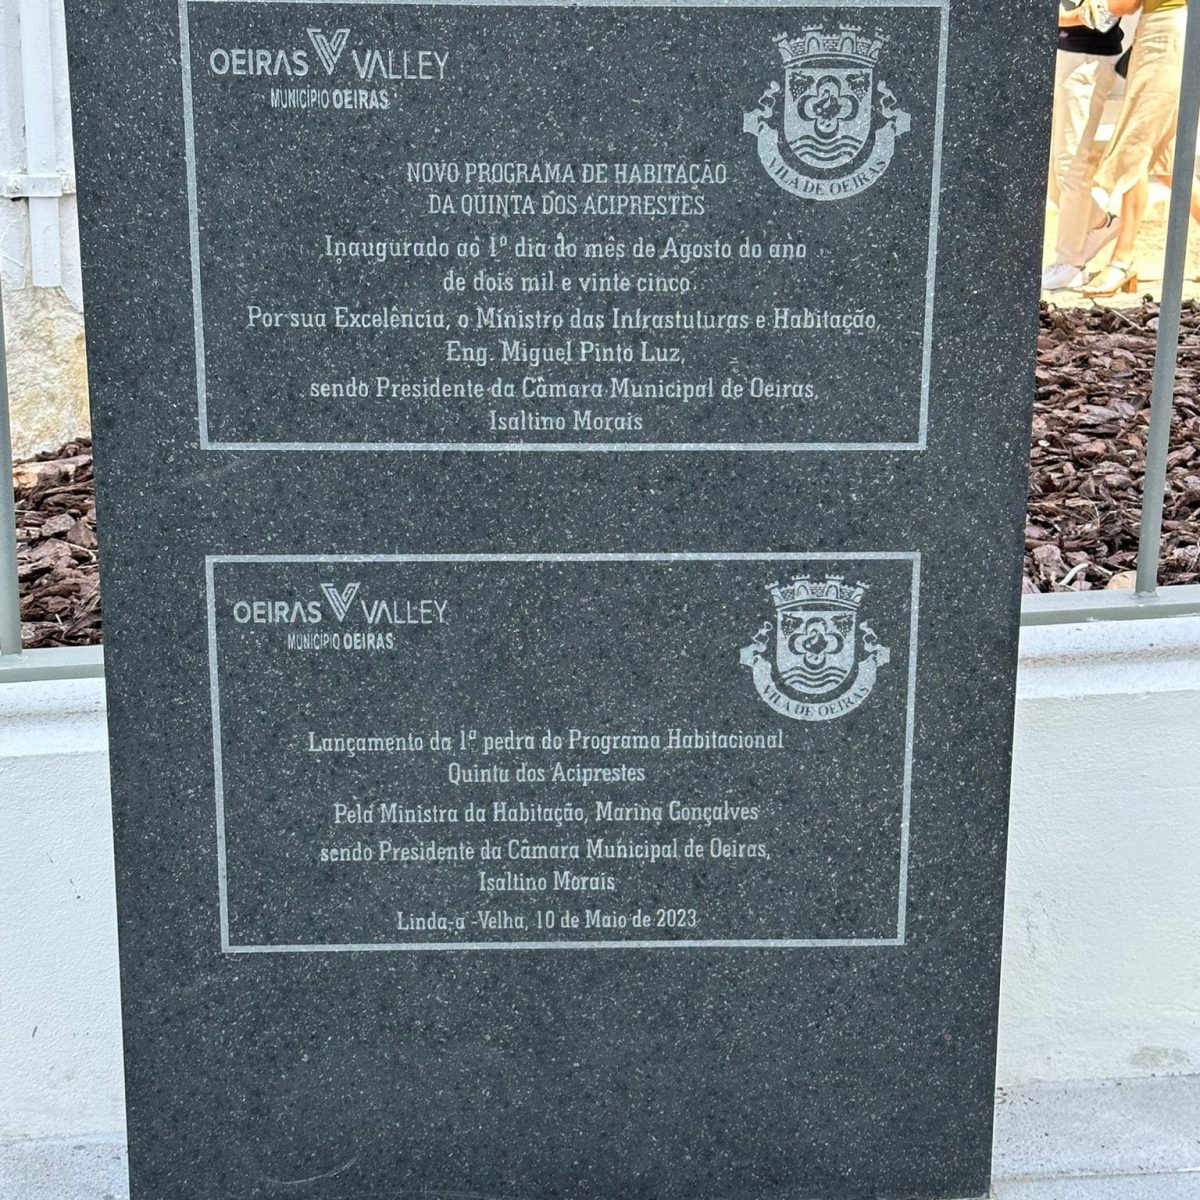 OEIRAS VALLEY
MUNICÍPIO OEIRAS
VILA DE OEIRAS
NOVO PROGRAMA DE HABITAÇÃO
DA QUINTA DOS ACIPRESTES
Inaugurado ao 1º dia do mês de Agosto do ano
de dois mil e vinte cinco
Por sua Excelência, o Ministro das Infrastuturas e Habitação,
Eng. Miguel Pinto Luz,
sendo Presidente da Câmara Municipal de Oeiras,
Isaltino Morais
OEIRAS VALLEY
MUNICÍPIO OEIRAS
VILA DE OEIRAS
Lançamento da 1ª pedra do Programa Habitacional
Quinta dos Aciprestes
Pela Ministra da Habitação, Marina Gonçalves
sendo Presidente da Câmara Municipal de Oeiras,
Isaltino Morais
Linda-a -Velha, 10 de Maio de 2023